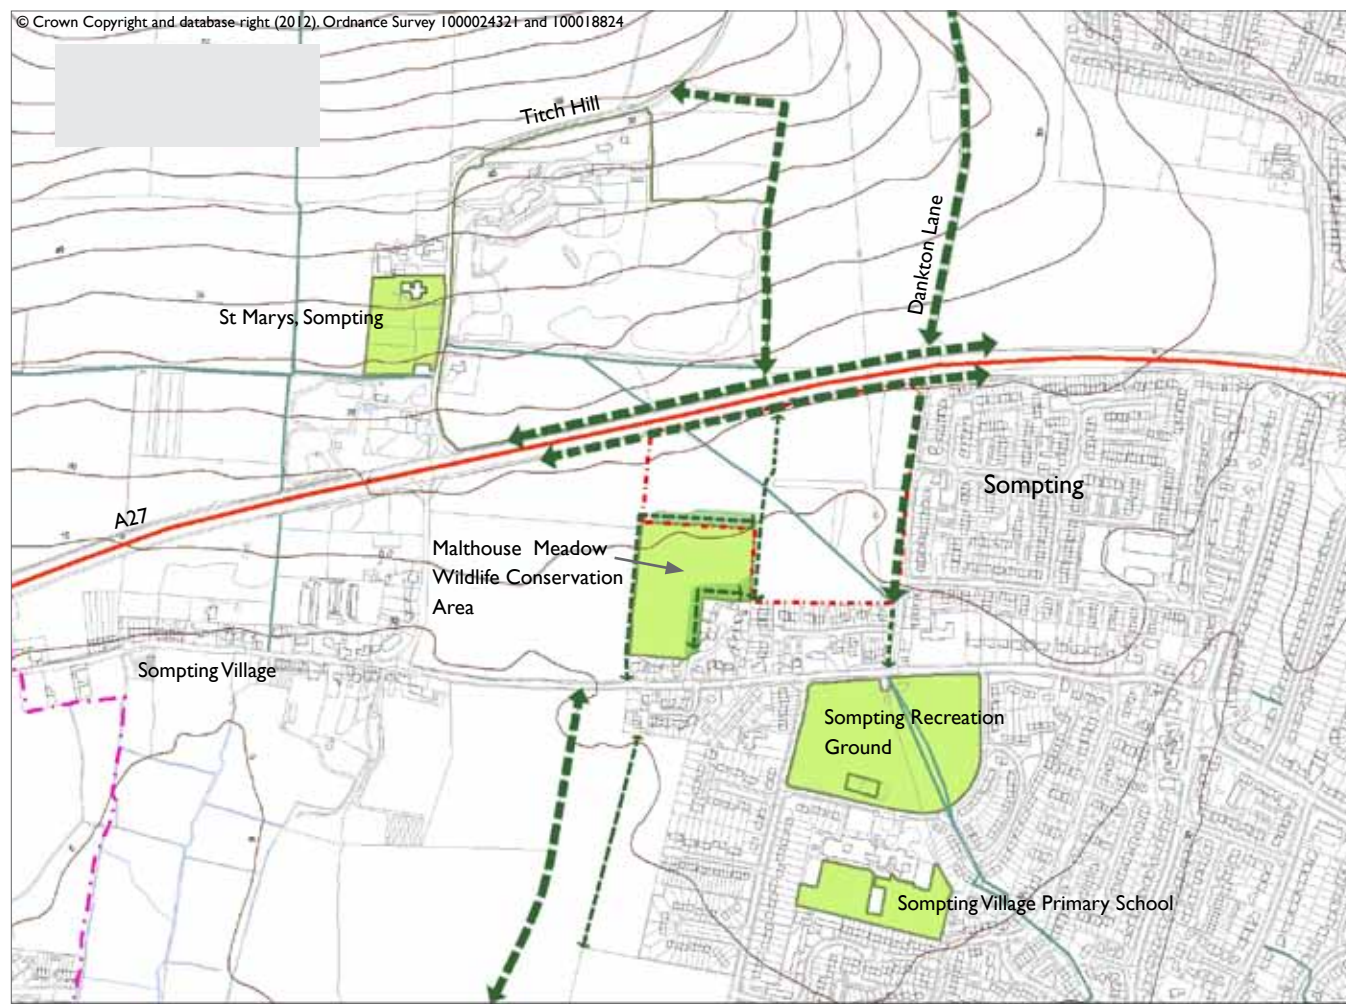 © Crown Copyright and database right (2012). Ordnance Survey 1000024321 and 100018824
Titch Hill
Dankton Lane
St Marys, Sompting
Sompting
A27
Malthouse Meadow
Wildlife Conservation
Area
Sompting Village
Sompting Recreation
Ground
Sompting Village Primary School